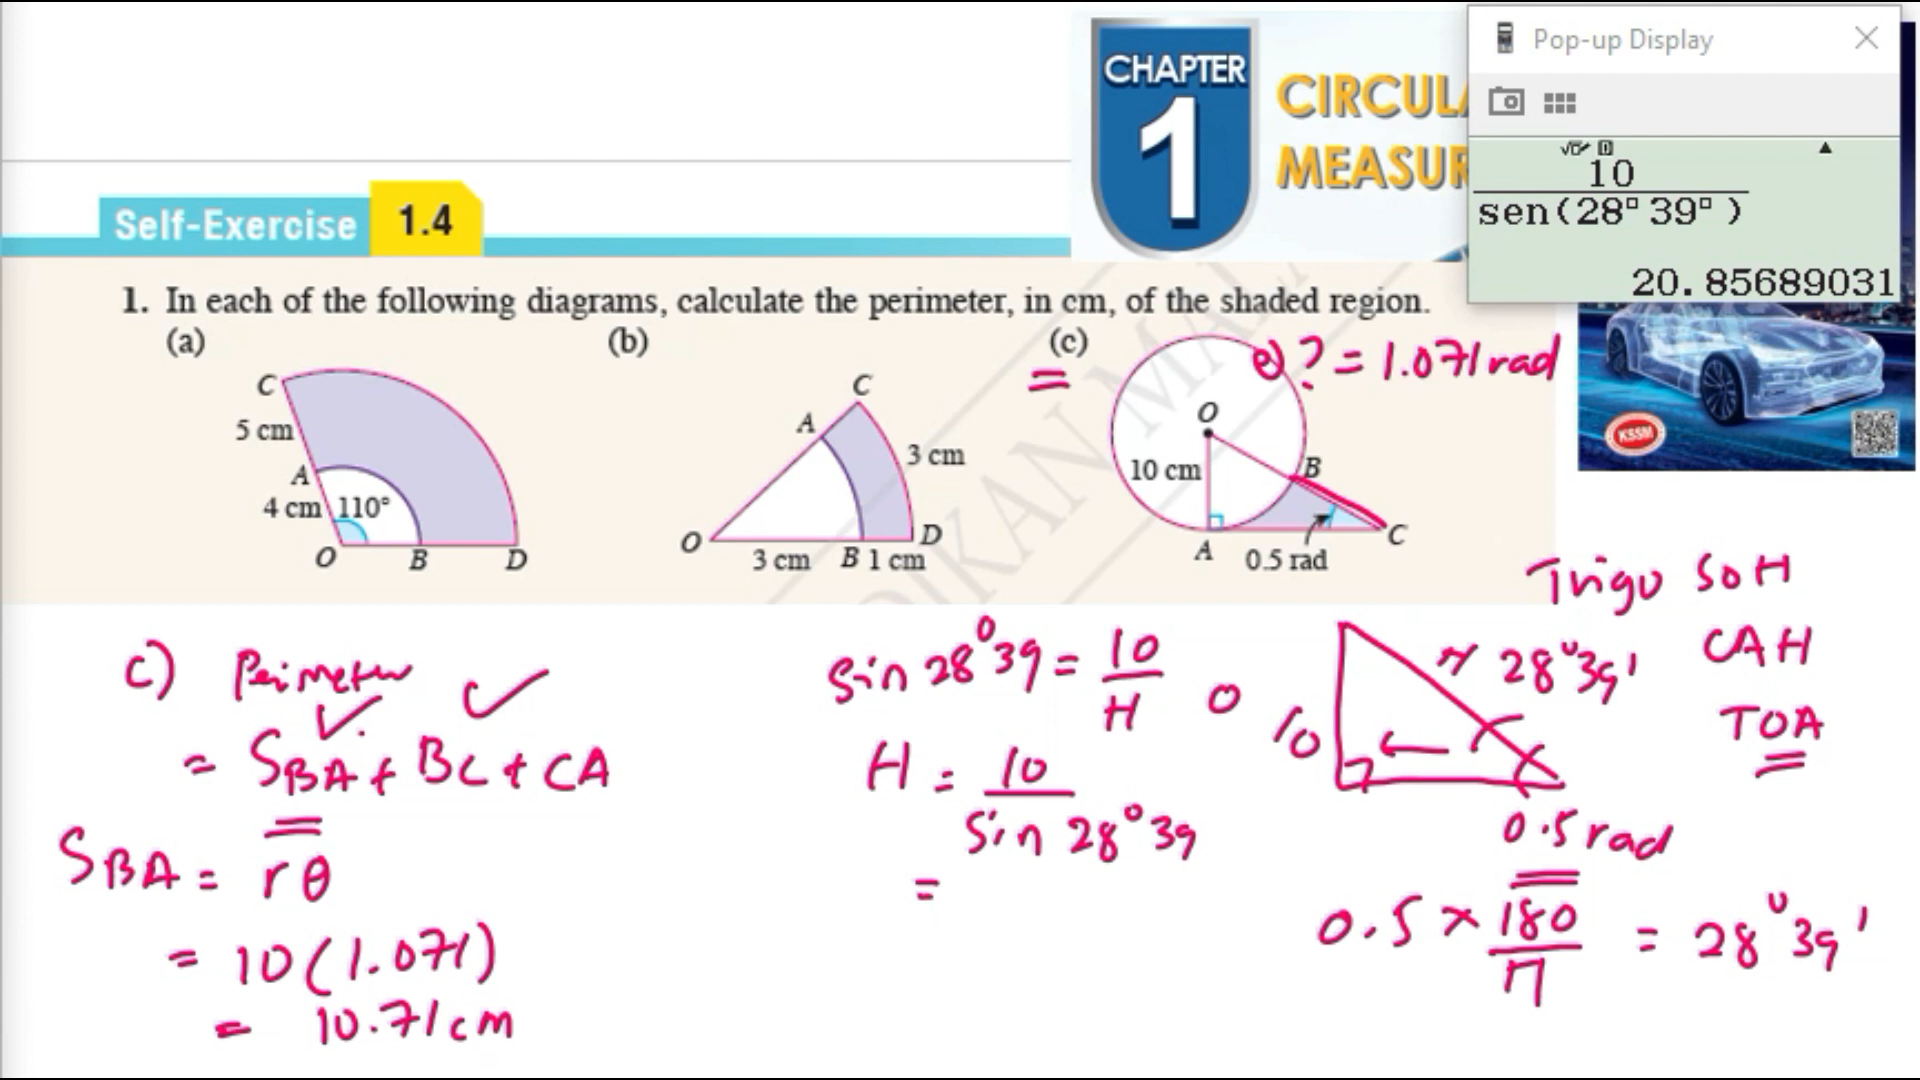 CHAPTER
1
CIRCULA
MEASUR
Pop-up Display
10
sen(28° 39° )
20.85689031
Self-Exercise 1.4
1. In each of the following diagrams, calculate the perimeter, in cm, of the shaded region.
(a)
C
5 cm
A
4 cm 110°
O B D
(b)
C
A
3 cm
O
D
3 cm B 1 cm
(c)
=
? = 1.071 rad
O
10 cm
B
C
A 0.5 rad
KSSM
c) Perimeter
= SBA + BC + CA
SBA = rθ
= 10(1.071)
= 10.71cm
sin 28°39 = 10/H
H = 10/sin 28°39
=
O 10
H 28°39'
0.5 rad
Trigo SOH
CAH
TOA
0.5 × 180/π = 28°39'